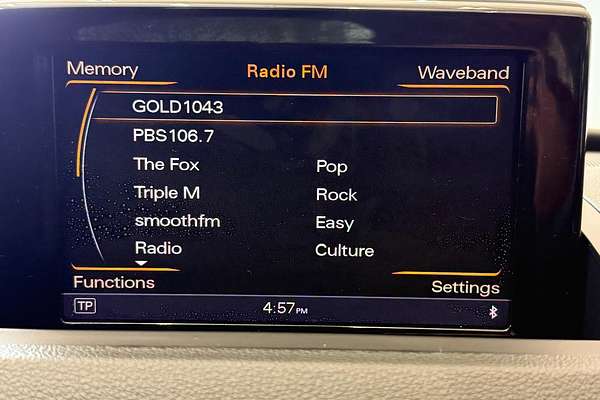 Memory Radio FM Waveband
GOLD1043
PBS106.7
The Fox Pop
Triple M Rock
smoothfm Easy
Radio Culture
Functions Settings
TP 4:57PM